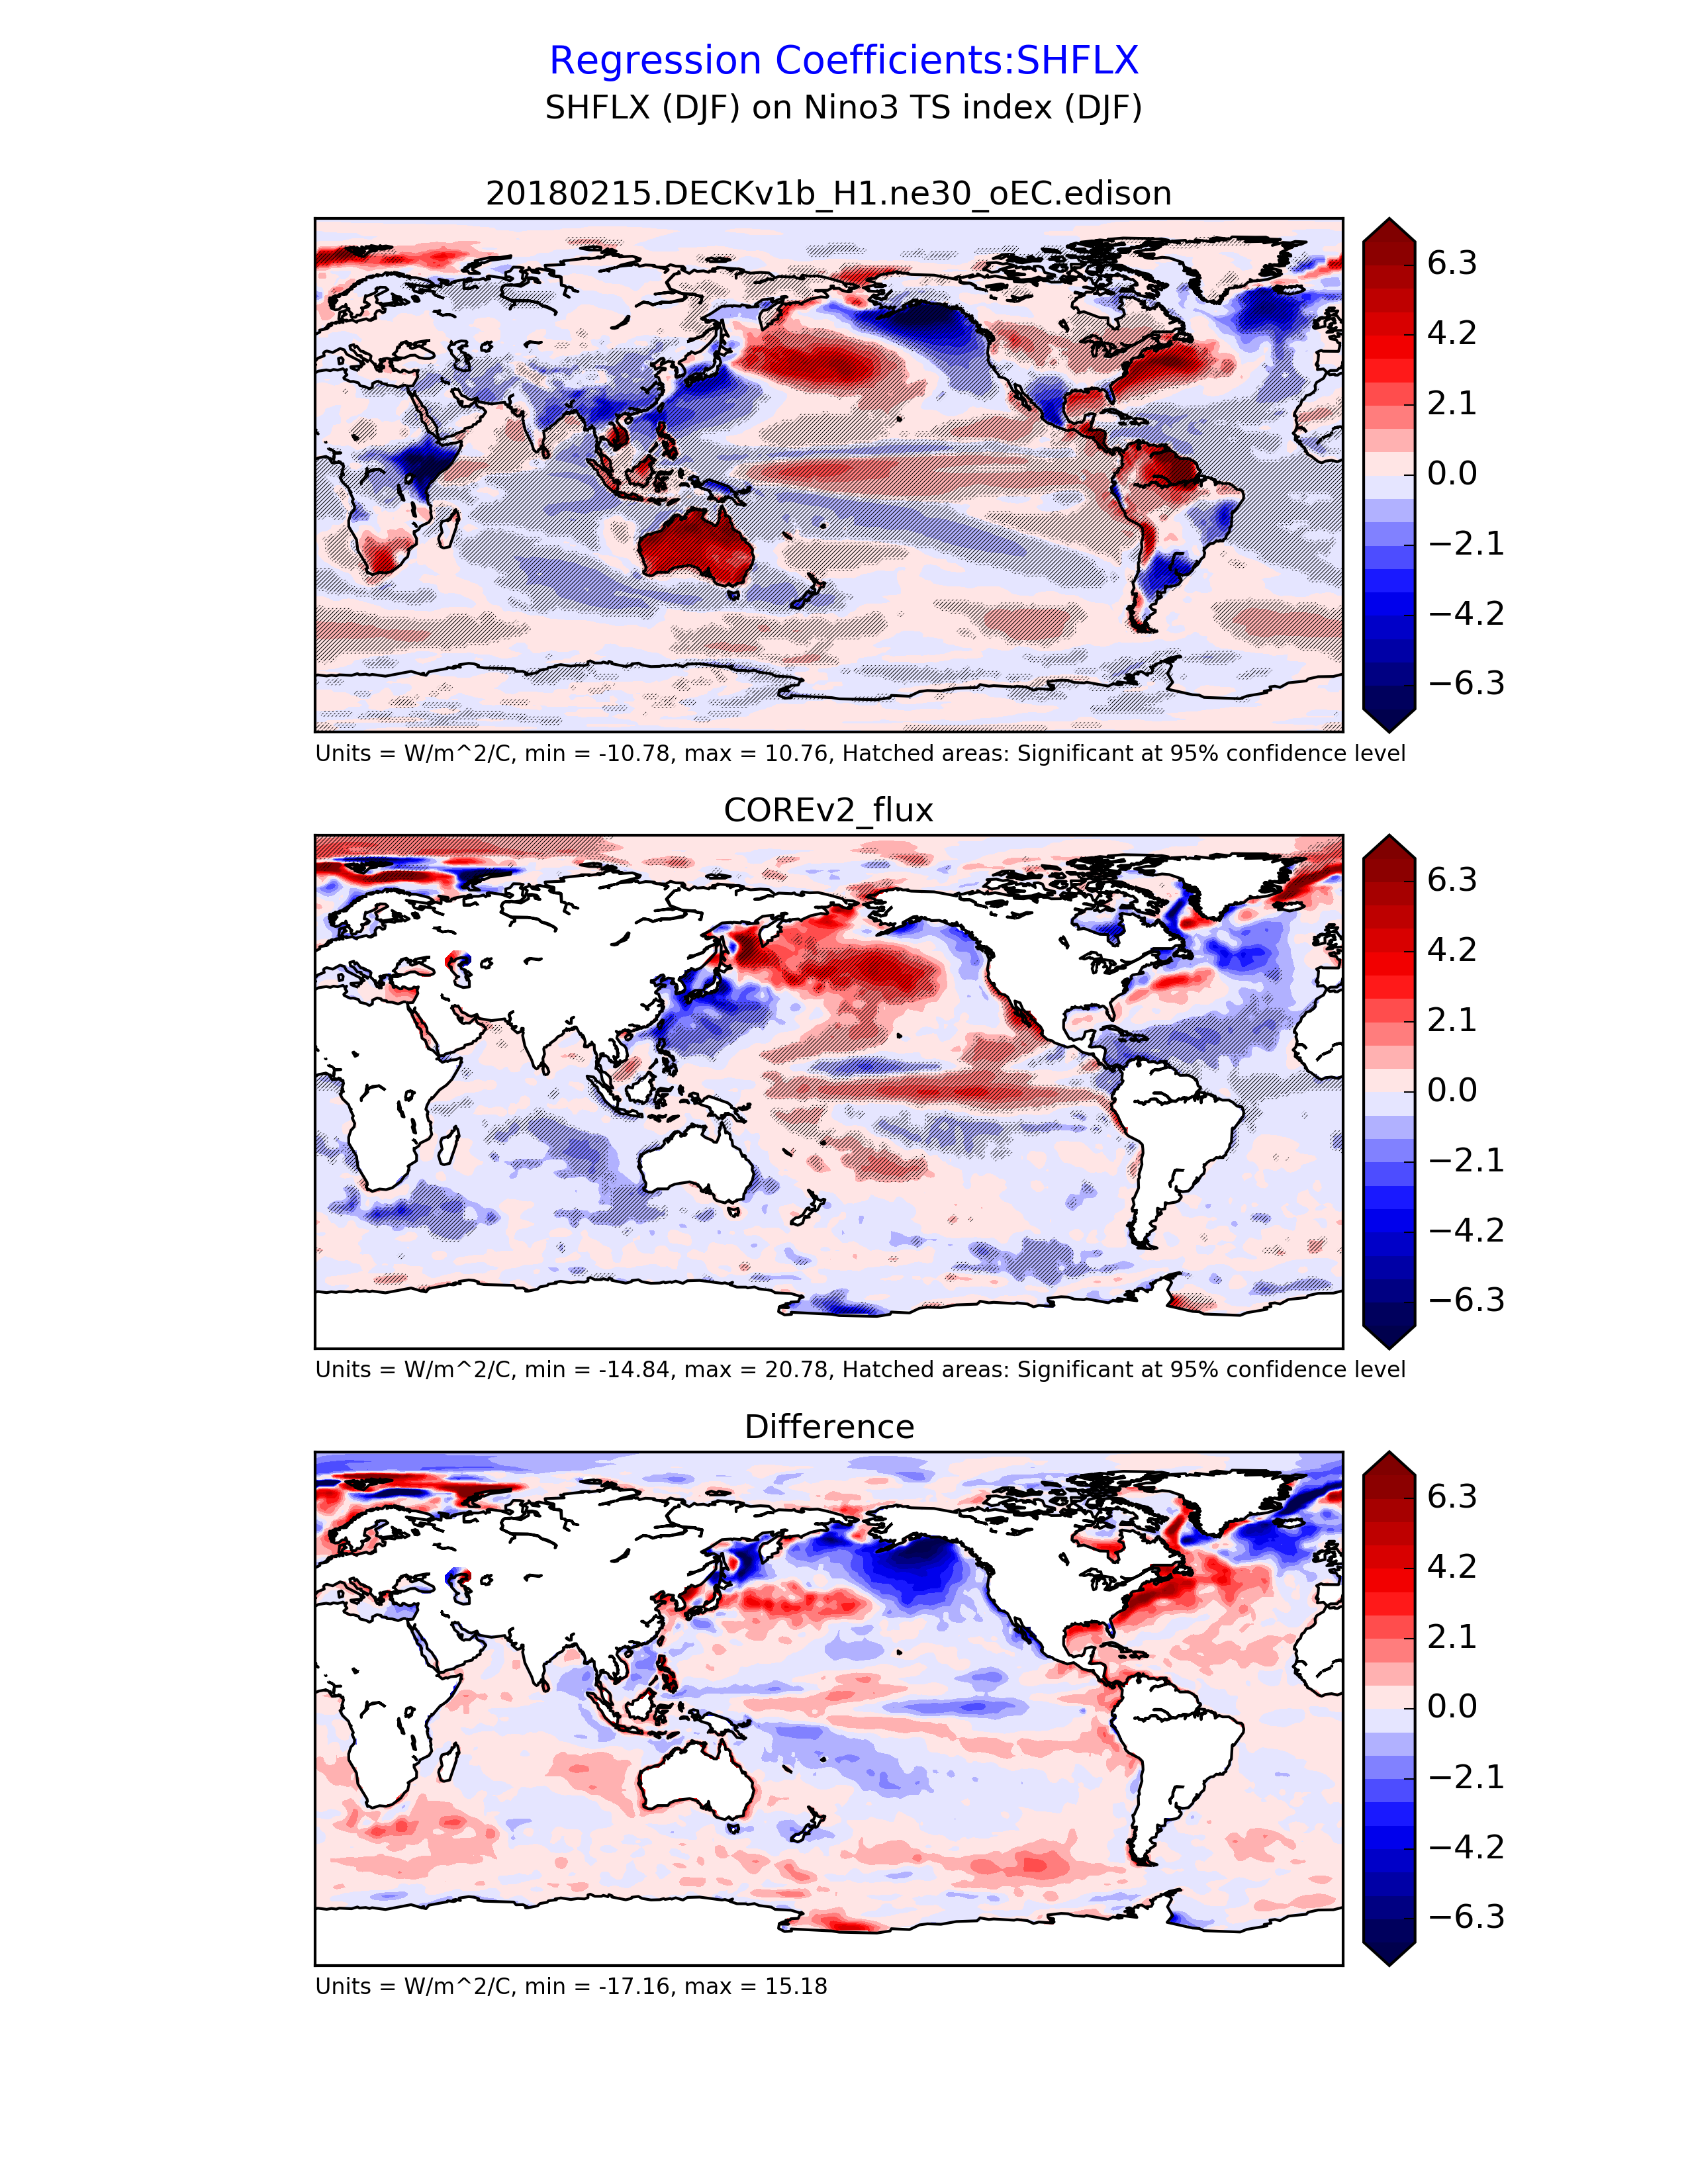 Regression Coefficients:SHFLX
SHFLX (DJF) on Nino3 TS index (DJF)
20180215.DECKv1b_H1.ne30_oEC.edison
6.3
4.2
2.1
0.0
−2.1
−4.2
−6.3
Units = W/m^2/C, min = -10.78, max = 10.76, Hatched areas: Significant at 95% confidence level
COREv2_flux
6.3
4.2
2.1
0.0
−2.1
−4.2
−6.3
Units = W/m^2/C, min = -14.84, max = 20.78, Hatched areas: Significant at 95% confidence level
Difference
6.3
4.2
2.1
0.0
−2.1
−4.2
−6.3
Units = W/m^2/C, min = -17.16, max = 15.18